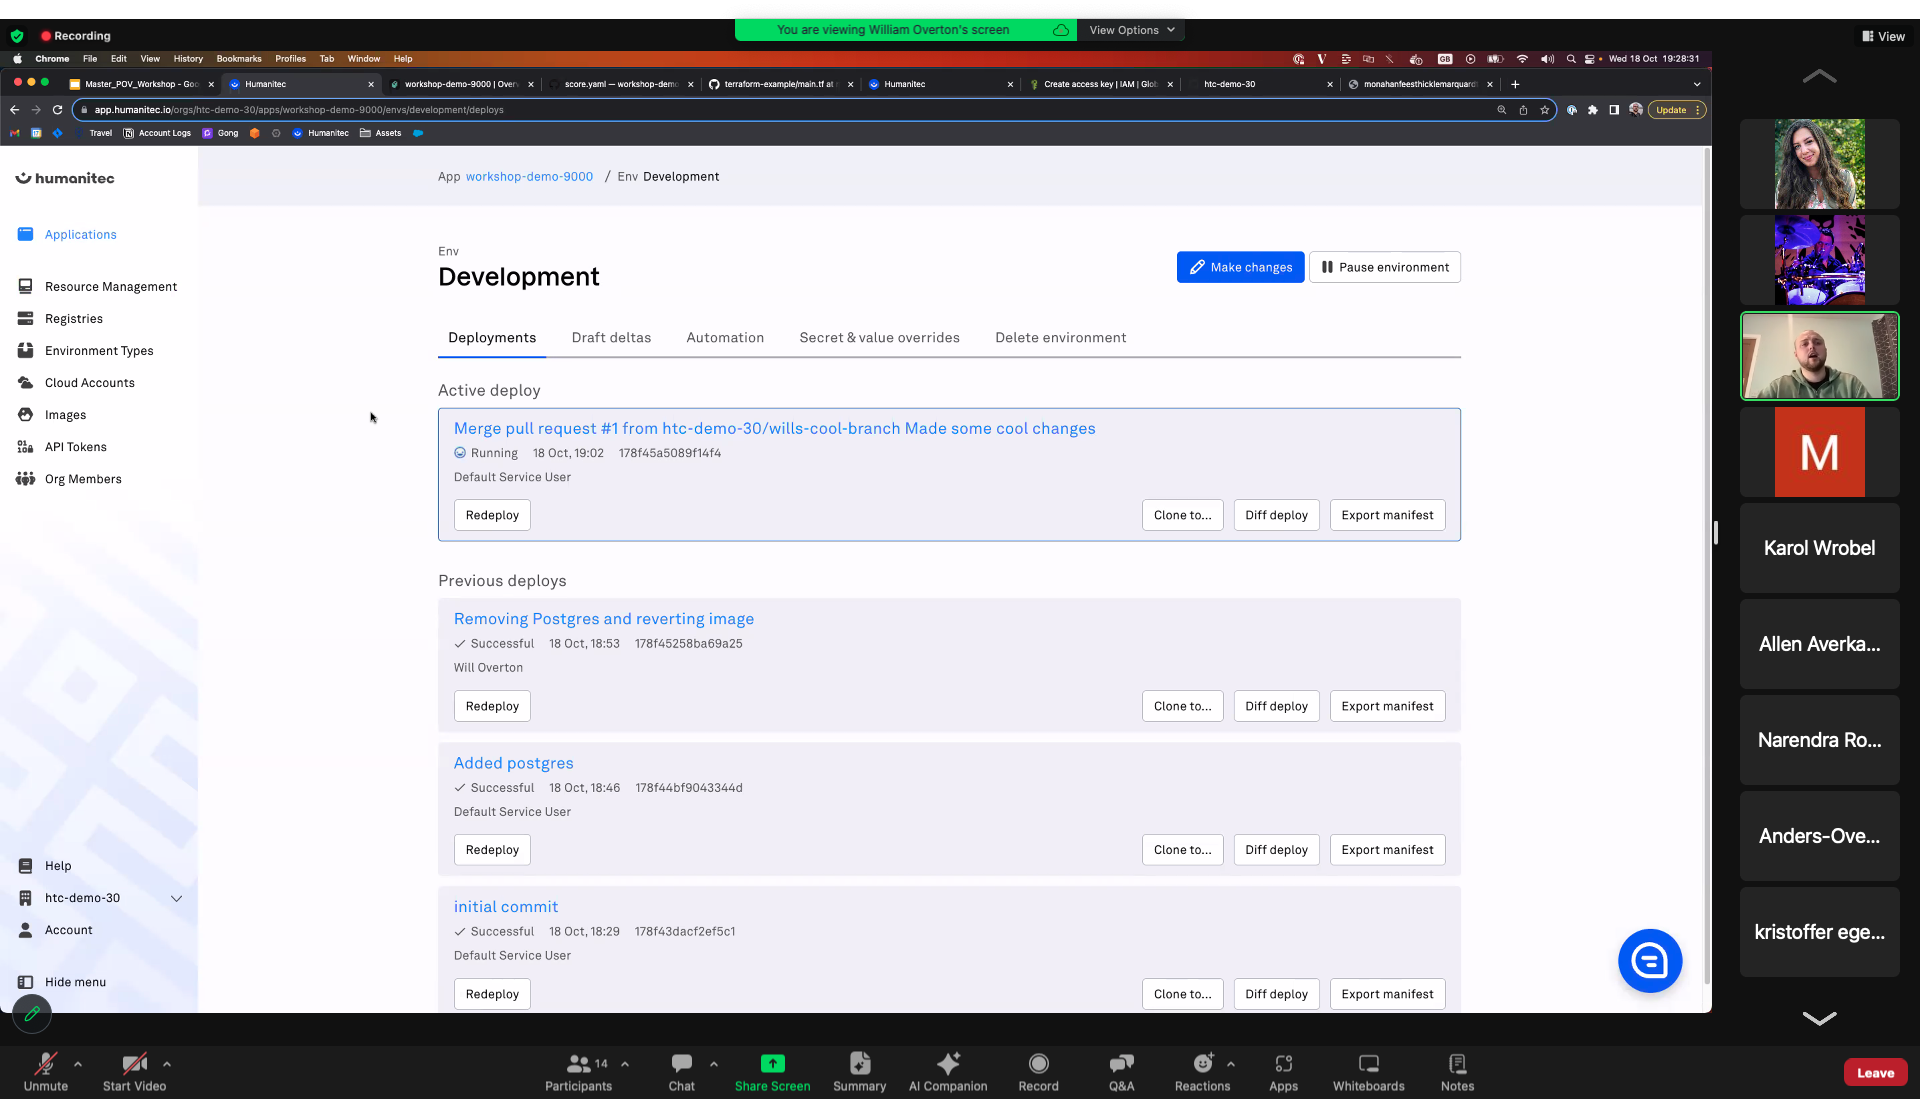 Recording
You are viewing William Overton's screen
View Options
View
Chrome File Edit View History Bookmarks Profiles Tab Window Help
Wed 18 Oct 19:28:31
Master_POV_Workshop - Goo
Humanitec
workshop-demo-9000 | Over
score.yaml — workshop-demo
terraform-example/main.tf at
Humanitec
Create access key | IAM | Glob
htc-demo-30
monahanfeesthicklemarquard
app.humanitec.io/orgs/htc-demo-30/apps/workshop-demo-9000/envs/development/deploys
Update
Travel Account Logs Gong Humanitec Assets
humanitec
Applications
Resource Management
Registries
Environment Types
Cloud Accounts
Images
API Tokens
Org Members
Help
htc-demo-30
Account
Hide menu
App workshop-demo-9000 / Env Development
Env
Development
Make changes
Pause environment
Deployments Draft deltas Automation Secret & value overrides Delete environment
Active deploy
Merge pull request #1 from htc-demo-30/wills-cool-branch Made some cool changes
Running 18 Oct, 19:02 178f45a5089f14f4
Default Service User
Redeploy Clone to... Diff deploy Export manifest
Previous deploys
Removing Postgres and reverting image
Successful 18 Oct, 18:53 178f45258ba69a25
Will Overton
Redeploy Clone to... Diff deploy Export manifest
Added postgres
Successful 18 Oct, 18:46 178f44bf9043344d
Default Service User
Redeploy Clone to... Diff deploy Export manifest
initial commit
Successful 18 Oct, 18:29 178f43dacf2ef5c1
Default Service User
Redeploy Clone to... Diff deploy Export manifest
M
Karol Wrobel
Allen Averka...
Narendra Ro...
Anders-Ove...
kristoffer ege...
Unmute
Start Video
14
Participants
Chat
Share Screen
Summary
AI Companion
Record
Q&A
Reactions
Apps
Whiteboards
Notes
Leave